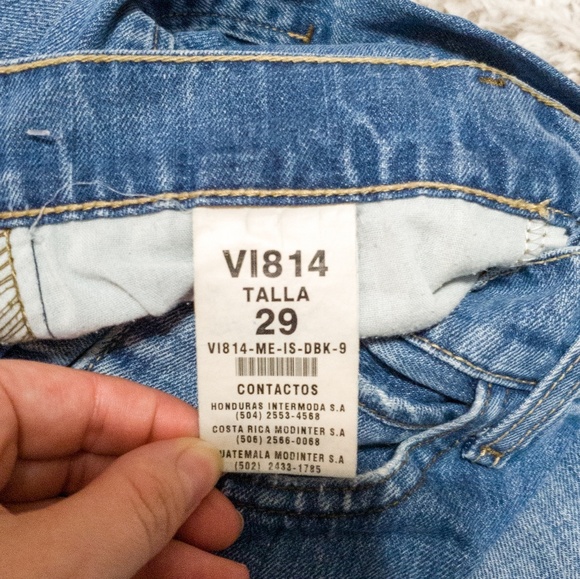 VI814
TALLA
29
VI814-ME-IS-DBK-9
CONTACTOS
HONDURAS INTERMODA S.A
(504) 2553-4568
COSTA RICA MODINTER S.A
(506) 2566-0068
GUATEMALA MODINTER S.A
(502) 2433-1785